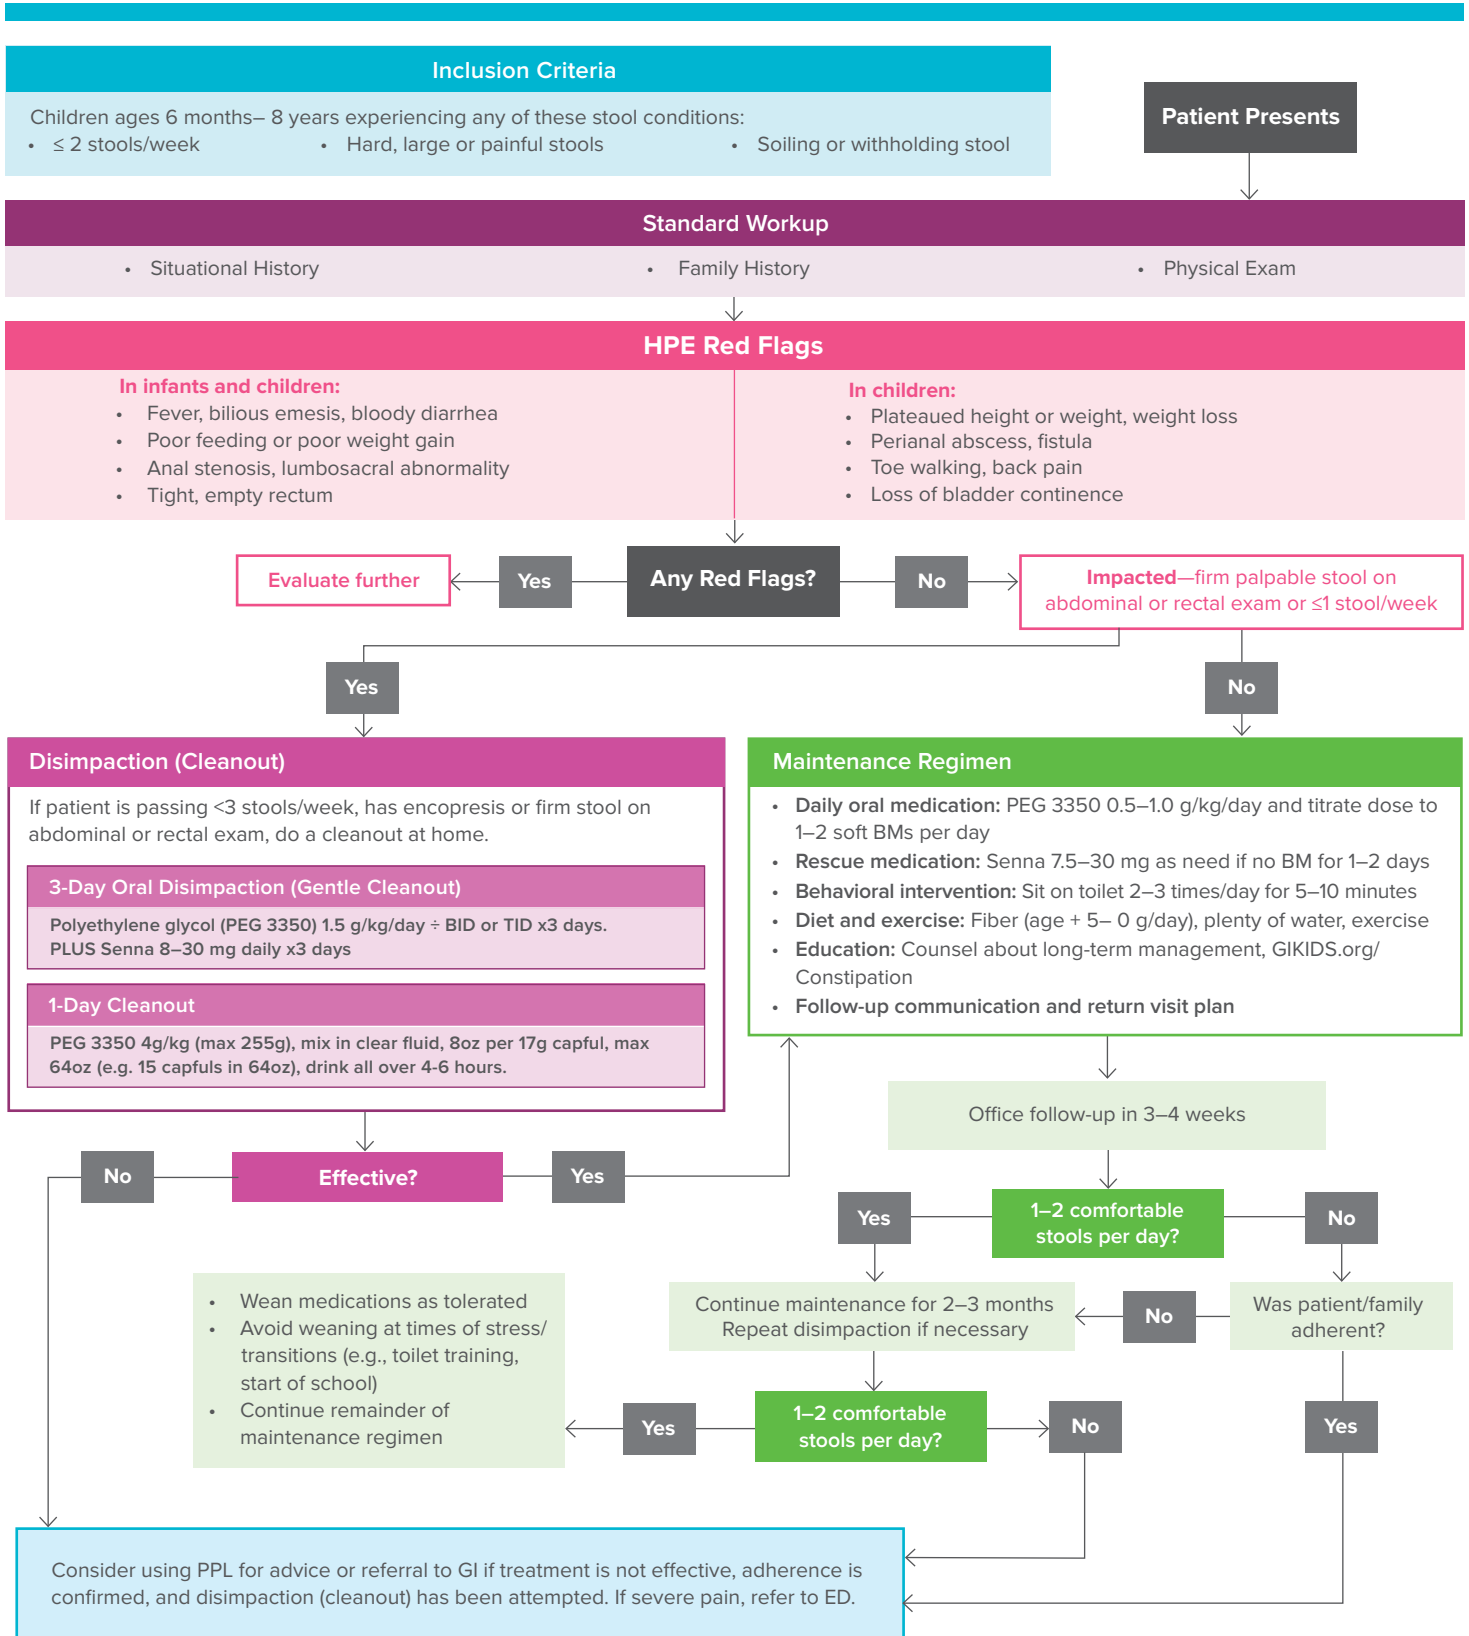 Inclusion Criteria
Children ages 6 months– 8 years experiencing any of these stool conditions:
• ≤ 2 stools/week
• Hard, large or painful stools
• Soiling or withholding stool
Patient Presents
Standard Workup
• Situational History
• Family History
• Physical Exam
HPE Red Flags
In infants and children:
• Fever, bilious emesis, bloody diarrhea
• Poor feeding or poor weight gain
• Anal stenosis, lumbosacral abnormality
• Tight, empty rectum
In children:
• Plateaued height or weight, weight loss
• Perianal abscess, fistula
• Toe walking, back pain
• Loss of bladder continence
Evaluate further
Yes
Any Red Flags?
No
Impacted—firm palpable stool on
abdominal or rectal exam or ≤1 stool/week
Yes
No
Disimpaction (Cleanout)
If patient is passing <3 stools/week, has encopresis or firm stool on
abdominal or rectal exam, do a cleanout at home.
3-Day Oral Disimpaction (Gentle Cleanout)
Polyethylene glycol (PEG 3350) 1.5 g/kg/day ÷ BID or TID x3 days.
PLUS Senna 8–30 mg daily x3 days
1-Day Cleanout
PEG 3350 4g/kg (max 255g), mix in clear fluid, 8oz per 17g capful, max
64oz (e.g. 15 capfuls in 64oz), drink all over 4-6 hours.
Maintenance Regimen
• Daily oral medication: PEG 3350 0.5–1.0 g/kg/day and titrate dose to
1–2 soft BMs per day
• Rescue medication: Senna 7.5–30 mg as need if no BM for 1–2 days
• Behavioral intervention: Sit on toilet 2–3 times/day for 5–10 minutes
• Diet and exercise: Fiber (age + 5– 0 g/day), plenty of water, exercise
• Education: Counsel about long-term management, GIKIDS.org/
Constipation
• Follow-up communication and return visit plan
Office follow-up in 3–4 weeks
No
Effective?
Yes
Yes
1–2 comfortable
stools per day?
No
• Wean medications as tolerated
• Avoid weaning at times of stress/
transitions (e.g., toilet training,
start of school)
• Continue remainder of
maintenance regimen
Continue maintenance for 2–3 months
Repeat disimpaction if necessary
No
Was patient/family
adherent?
Yes
1–2 comfortable
stools per day?
No
Yes
Consider using PPL for advice or referral to GI if treatment is not effective, adherence is
confirmed, and disimpaction (cleanout) has been attempted. If severe pain, refer to ED.